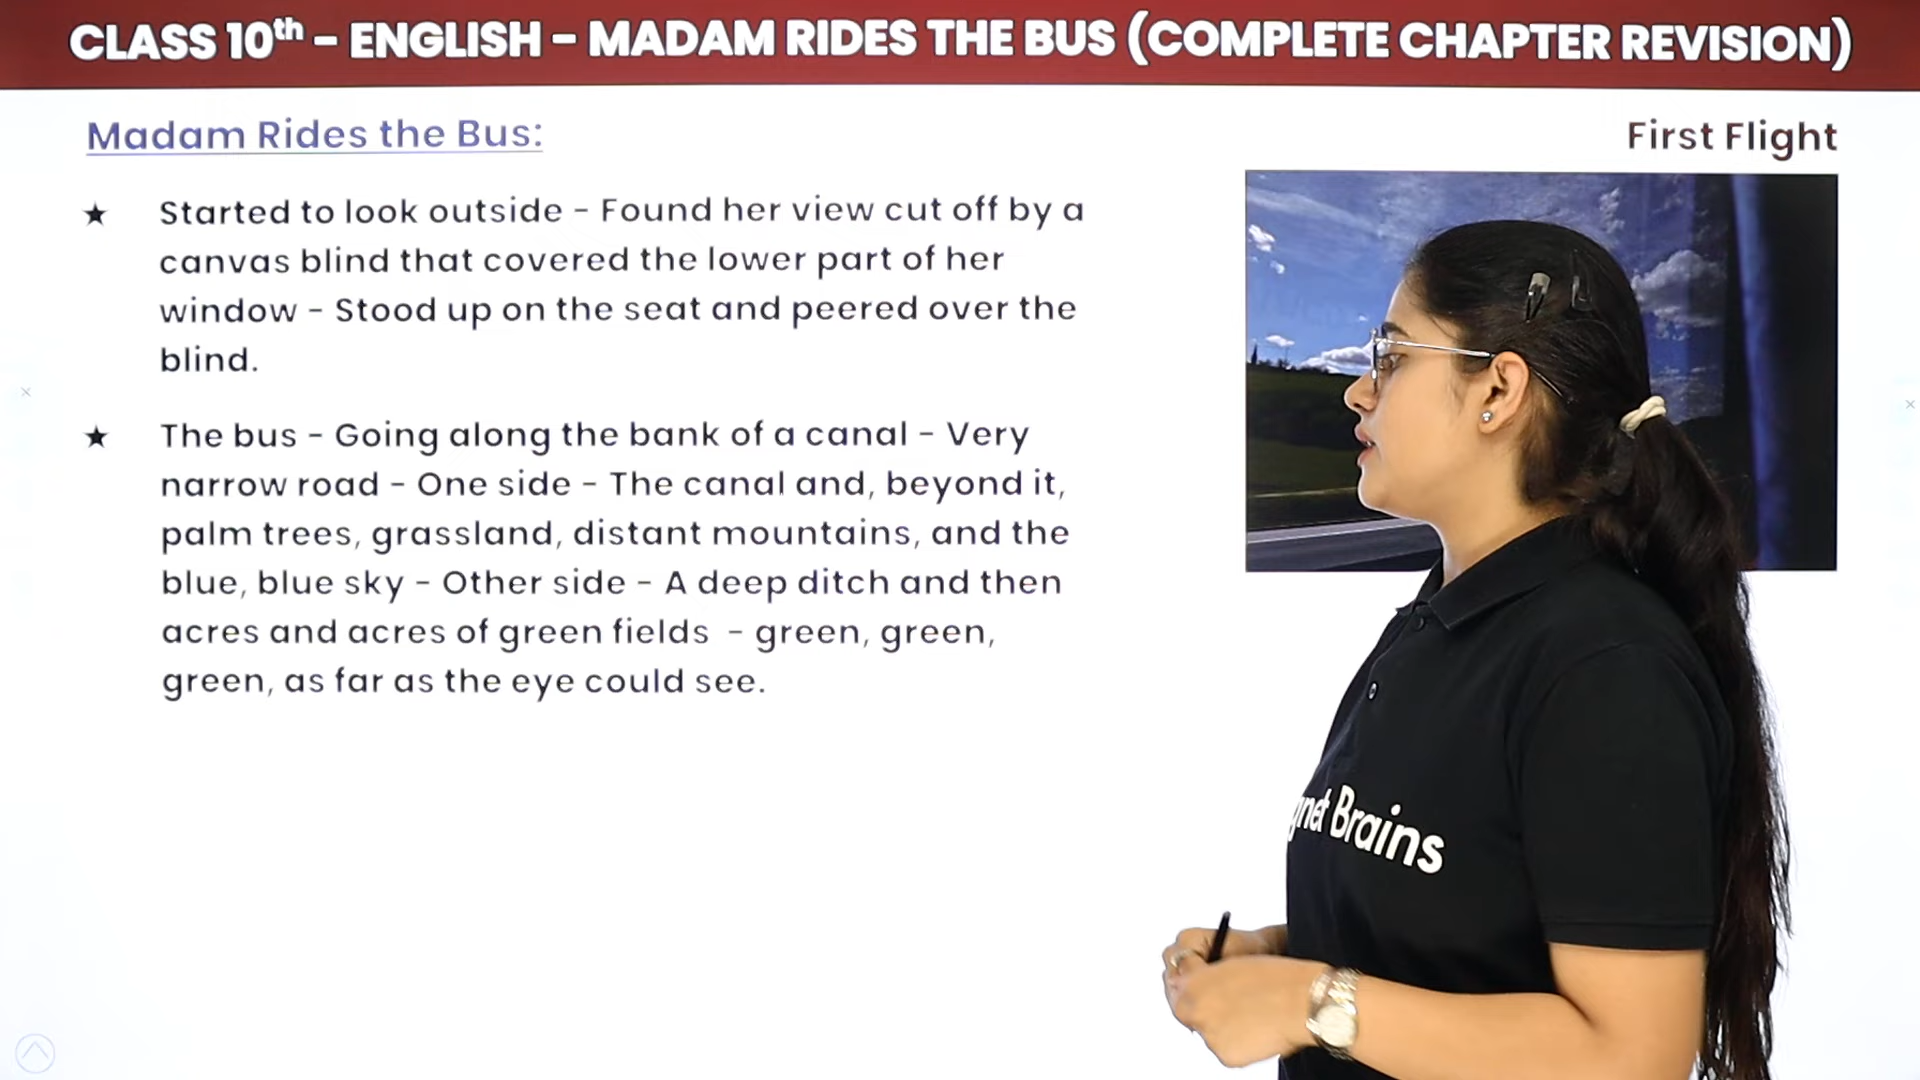 CLASS 10th - ENGLISH - MADAM RIDES THE BUS (COMPLETE CHAPTER REVISION)
Madam Rides the Bus:
First Flight
★ Started to look outside - Found her view cut off by a
canvas blind that covered the lower part of her
window - Stood up on the seat and peered over the
blind.
★ The bus - Going along the bank of a canal - Very
narrow road - One side - The canal and, beyond it,
palm trees, grassland, distant mountains, and the
blue, blue sky - Other side - A deep ditch and then
acres and acres of green fields - green, green,
green, as far as the eye could see.
gnet Brains